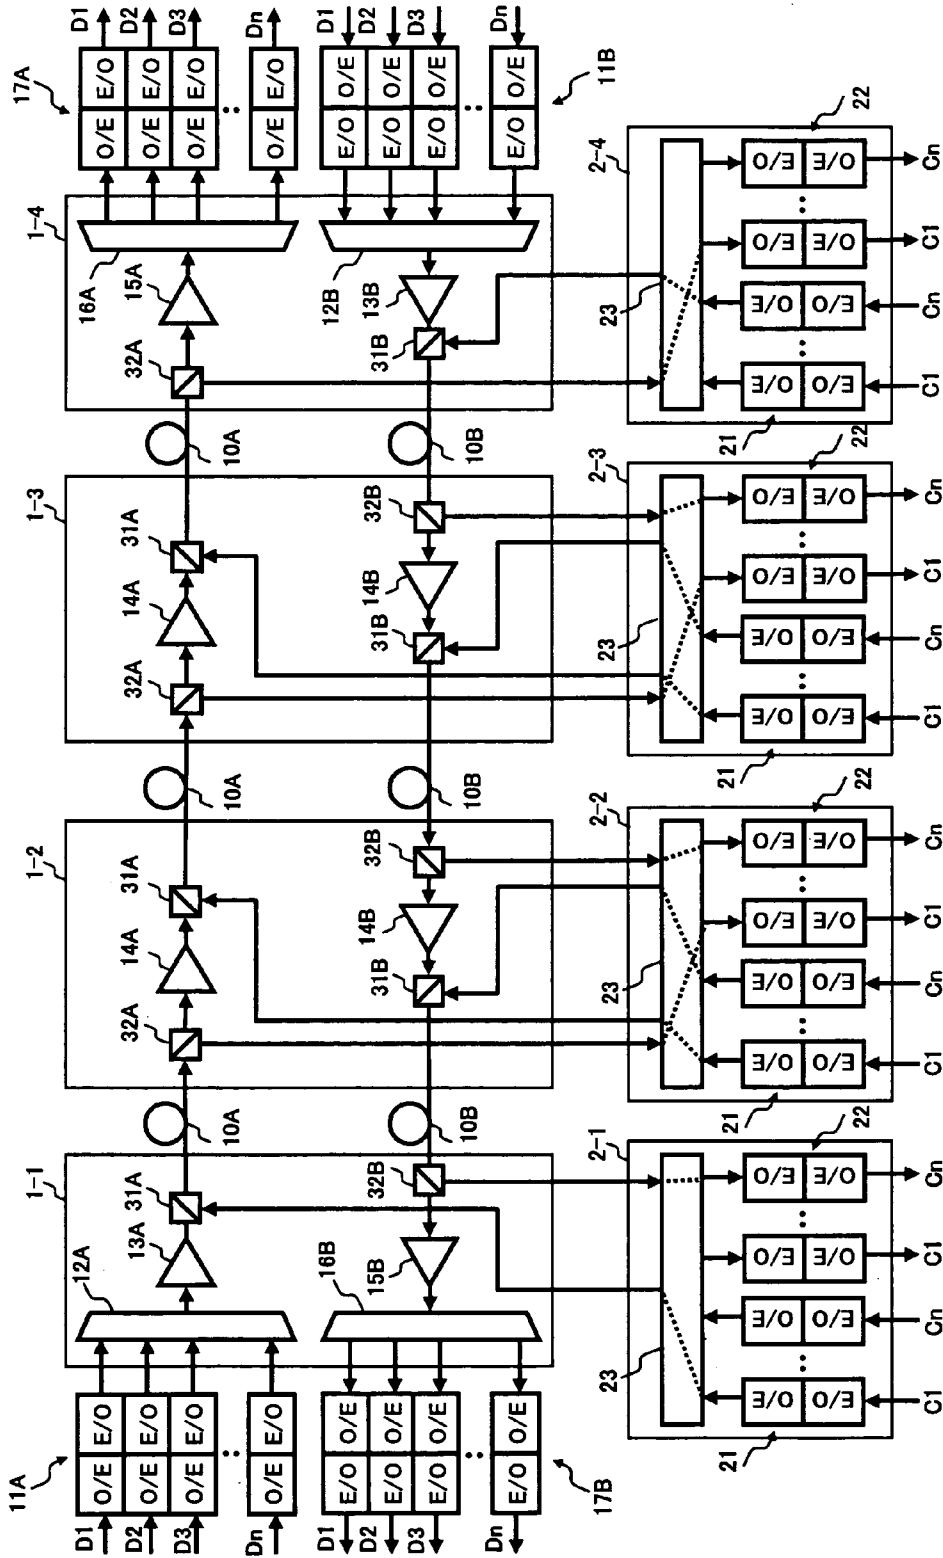 11A
D1 O/E E/O
D2 O/E E/O
D3 O/E E/O
Dn O/E E/O
1-1
12A
13A
31A
10A
1-2
32A
14A
31A
10A
1-3
32A
14A
31A
10A
1-4
32A
15A
16A
17A
O/E E/O D1
O/E E/O D2
O/E E/O D3
O/E E/O Dn
D1 E/O O/E
D2 E/O O/E
D3 E/O O/E
Dn E/O O/E
17B
16B
15B
32B
10B
31B
14B
32B
10B
31B
14B
32B
10B
31B
13B
12B
E/O O/E D1
E/O O/E D2
E/O O/E D3
E/O O/E Dn
11B
2-1
23
21
O/E O/E E/O E/O
E/O E/O O/E O/E
22
C1 Cn C1 Cn
2-2
23
21
O/E O/E E/O E/O
E/O E/O O/E O/E
22
C1 Cn C1 Cn
2-3
23
21
O/E O/E E/O E/O
E/O E/O O/E O/E
22
C1 Cn C1 Cn
2-4
23
21
O/E O/E E/O E/O
E/O E/O O/E O/E
22
C1 Cn C1 Cn